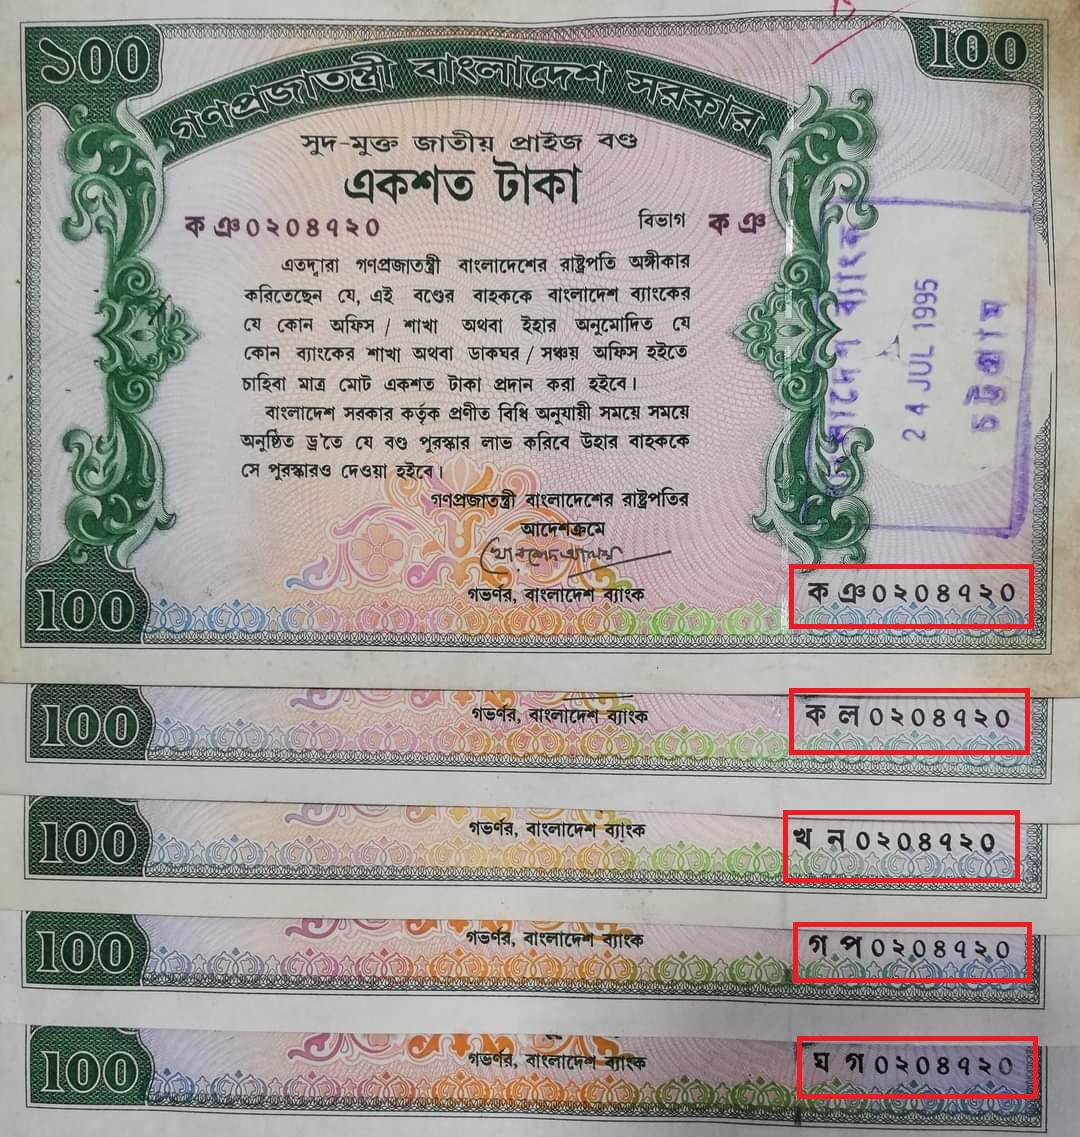 ১00 100
গণপ্রজাতন্ত্রী বাংলাদেশ সরকার
সুদ-মুক্ত জাতীয় প্রাইজ বণ্ড
একশত টাকা
ক ঞ ০২০৪৭২০ বিভাগ ক ঞ
এতদ্দ্বারা গণপ্রজাতন্ত্রী বাংলাদেশের রাষ্ট্রপতি অঙ্গীকার
করিতেছেন যে, এই বণ্ডের বাহককে বাংলাদেশ ব্যাংকের
যে কোন অফিস / শাখা অথবা ইহার অনুমোদিত যে
কোন ব্যাংকের শাখা অথবা ডাকঘর / সঞ্চয় অফিস হইতে
চাহিবা মাত্র মোট একশত টাকা প্রদান করা হইবে।
বাংলাদেশ সরকার কর্তৃক প্রণীত বিধি অনুযায়ী সময়ে সময়ে
অনুষ্ঠিত ড্র'তে যে বণ্ড পুরস্কার লাভ করিবে উহার বাহককে
সে পুরস্কারও দেওয়া হইবে।
গণপ্রজাতন্ত্রী বাংলাদেশের রাষ্ট্রপতির
আদেশক্রমে
গভর্ণর, বাংলাদেশ ব্যাংক
বাংলাদেশ ব্যাংক
24 JUL 1995
চট্টগ্রাম
100 ক ঞ ০২০৪৭২০
100 গভর্ণর, বাংলাদেশ ব্যাংক ক ল ০২০৪৭২০
100 গভর্ণর, বাংলাদেশ ব্যাংক খ ন ০২০৪৭২০
100 গভর্ণর, বাংলাদেশ ব্যাংক গ প ০২০৪৭২০
100 গভর্ণর, বাংলাদেশ ব্যাংক ঘ গ ০২০৪৭২০